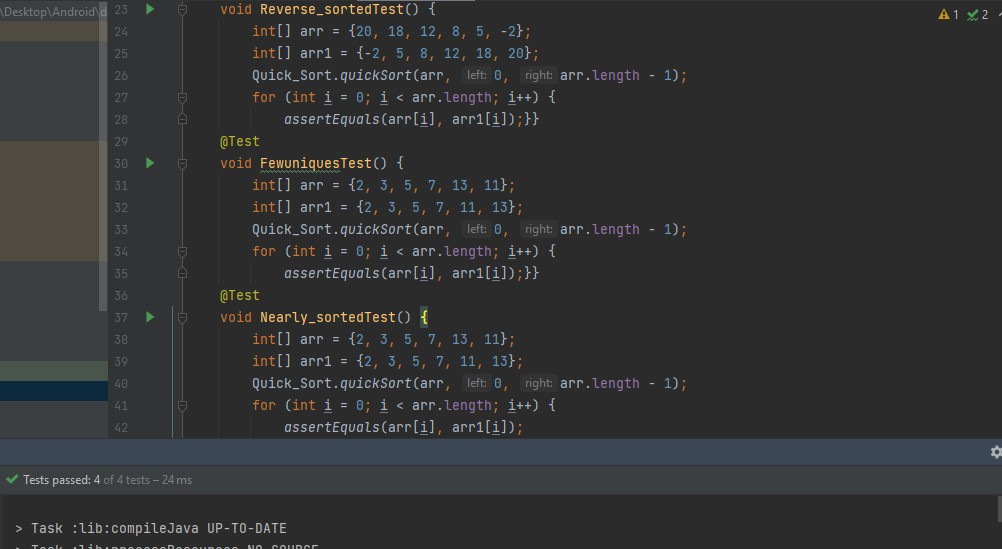 \Desktop\Android\d
23 void Reverse_sortedTest() {
1 2
24 int[] arr = {20, 18, 12, 8, 5, -2};
25 int[] arr1 = {-2, 5, 8, 12, 18, 20};
26 Quick_Sort.quickSort(arr, left: 0, right: arr.length - 1);
27 for (int i = 0; i < arr.length; i++) {
28 assertEquals(arr[i], arr1[i]);}}
29 @Test
30 void FewuniquesTest() {
31 int[] arr = {2, 3, 5, 7, 13, 11};
32 int[] arr1 = {2, 3, 5, 7, 11, 13};
33 Quick_Sort.quickSort(arr, left: 0, right: arr.length - 1);
34 for (int i = 0; i < arr.length; i++) {
35 assertEquals(arr[i], arr1[i]);}}
36 @Test
37 void Nearly_sortedTest() {
38 int[] arr = {2, 3, 5, 7, 13, 11};
39 int[] arr1 = {2, 3, 5, 7, 11, 13};
40 Quick_Sort.quickSort(arr, left: 0, right: arr.length - 1);
41 for (int i = 0; i < arr.length; i++) {
42 assertEquals(arr[i], arr1[i]);
Tests passed: 4 of 4 tests – 24 ms
> Task :lib:compileJava UP-TO-DATE
> Task :lib:processResources NO-SOURCE